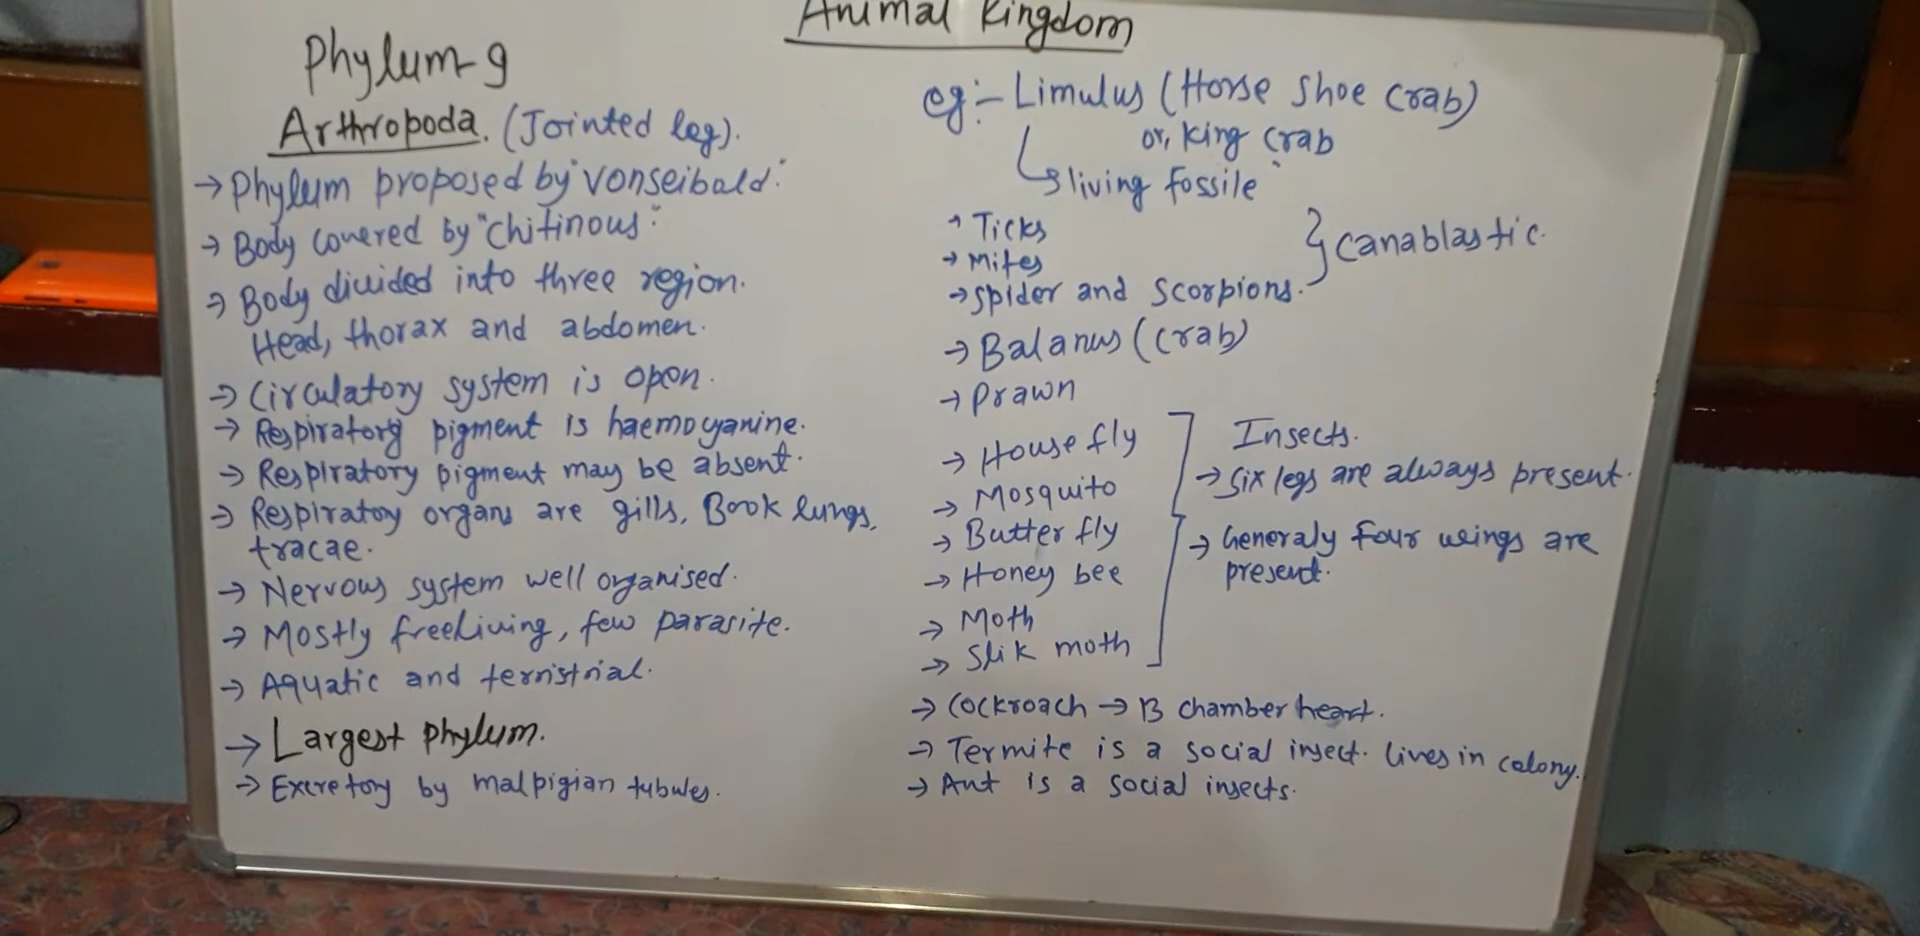 Animal Kingdom
Phylum-9
Arthropoda. (Jointed leg).
→ Phylum proposed by "vonseibald."
→ Body covered by "chitinous."
→ Body divided into three region.
Head, thorax and abdomen.
→ Circulatory system is open.
→ Respiratory pigment is haemocyanine.
→ Respiratory pigment may be absent.
→ Respiratory organs are gills, Book lungs,
tracae.
→ Nervous system well organised.
→ Mostly freeliving, few parasite.
→ Aquatic and terristrial.
→ Largest phylum.
→ Excretory by malpigian tubules.
eg:- Limulus (Horse shoe crab)
or, king crab
living fossile"
→ Ticks
→ Mites
→ spider and scorpions.
} canablastic.
→ Balanus (crab)
→ Prawn
→ House fly
→ Mosquito
→ Butter fly
→ Honey bee
→ Moth
→ Slik moth
Insects.
→ Six legs are always present.
→ Generaly four wings are
present.
→ Cockroach → 13 chamber heart.
→ Termite is a social insect. lives in colony.
→ Ant is a social insects.